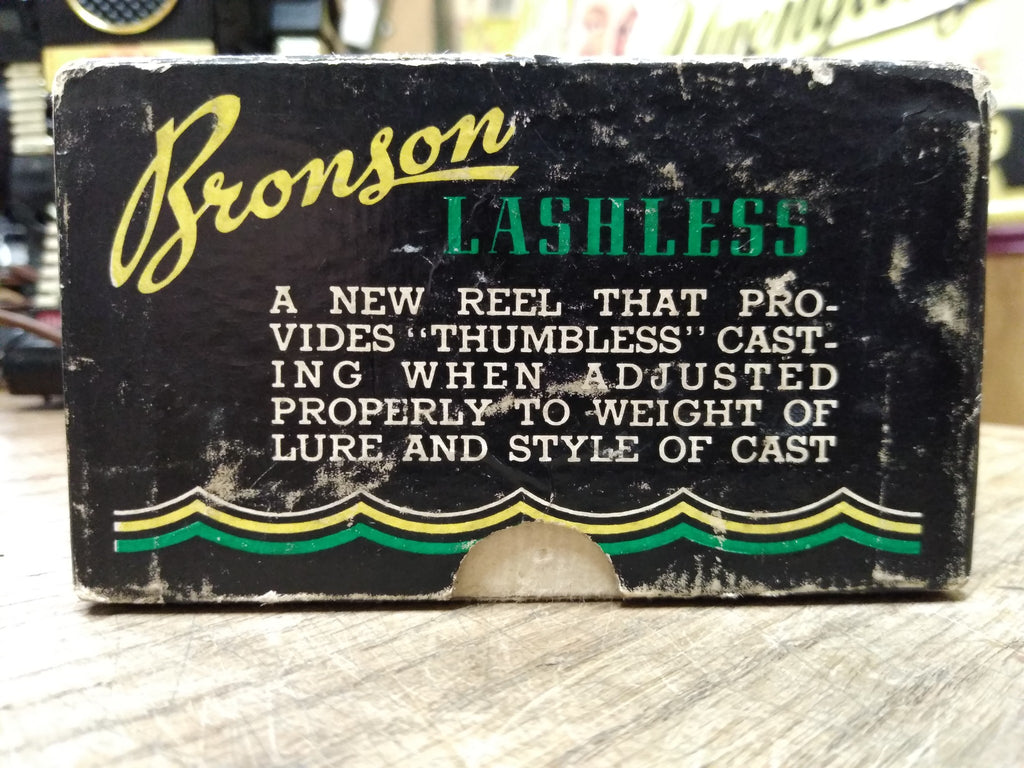 Bronson
LASHLESS
A NEW REEL THAT PRO-
VIDES "THUMBLESS" CAST-
ING WHEN ADJUSTED
PROPERLY TO WEIGHT OF
LURE AND STYLE OF CAST